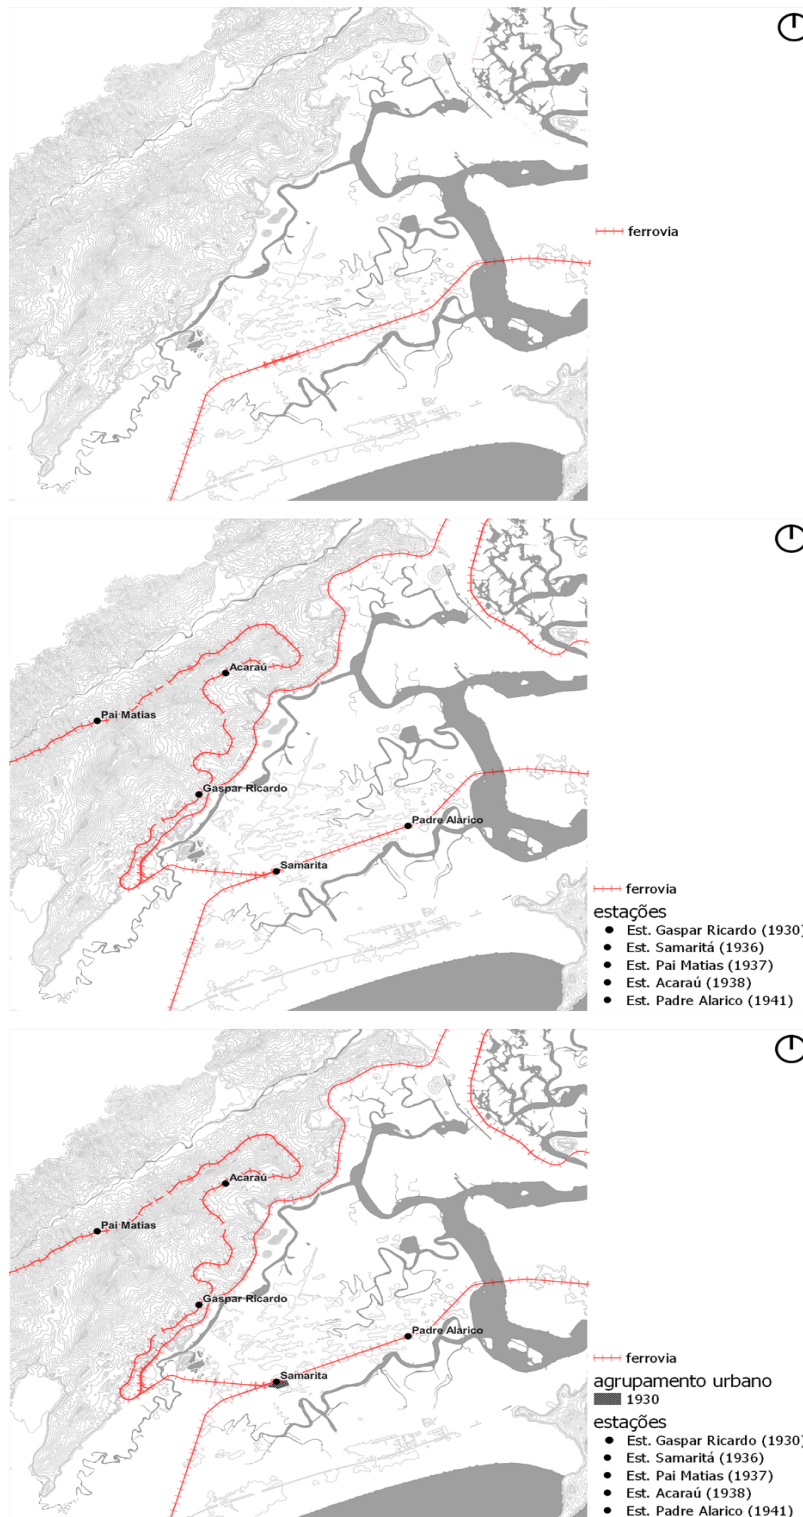 ferrovia
Acaraú
Pai Matias
Gaspar Ricardo
Padre Alarico
Samarita
ferrovia
estações
Est. Gaspar Ricardo (1930)
Est. Samaritá (1936)
Est. Pai Matias (1937)
Est. Acaraú (1938)
Est. Padre Alarico (1941)
Acaraú
Pai Matias
Gaspar Ricardo
Padre Alarico
Samarita
ferrovia
agrupamento urbano
1930
estações
Est. Gaspar Ricardo (1930)
Est. Samaritá (1936)
Est. Pai Matias (1937)
Est. Acaraú (1938)
Est. Padre Alarico (1941)